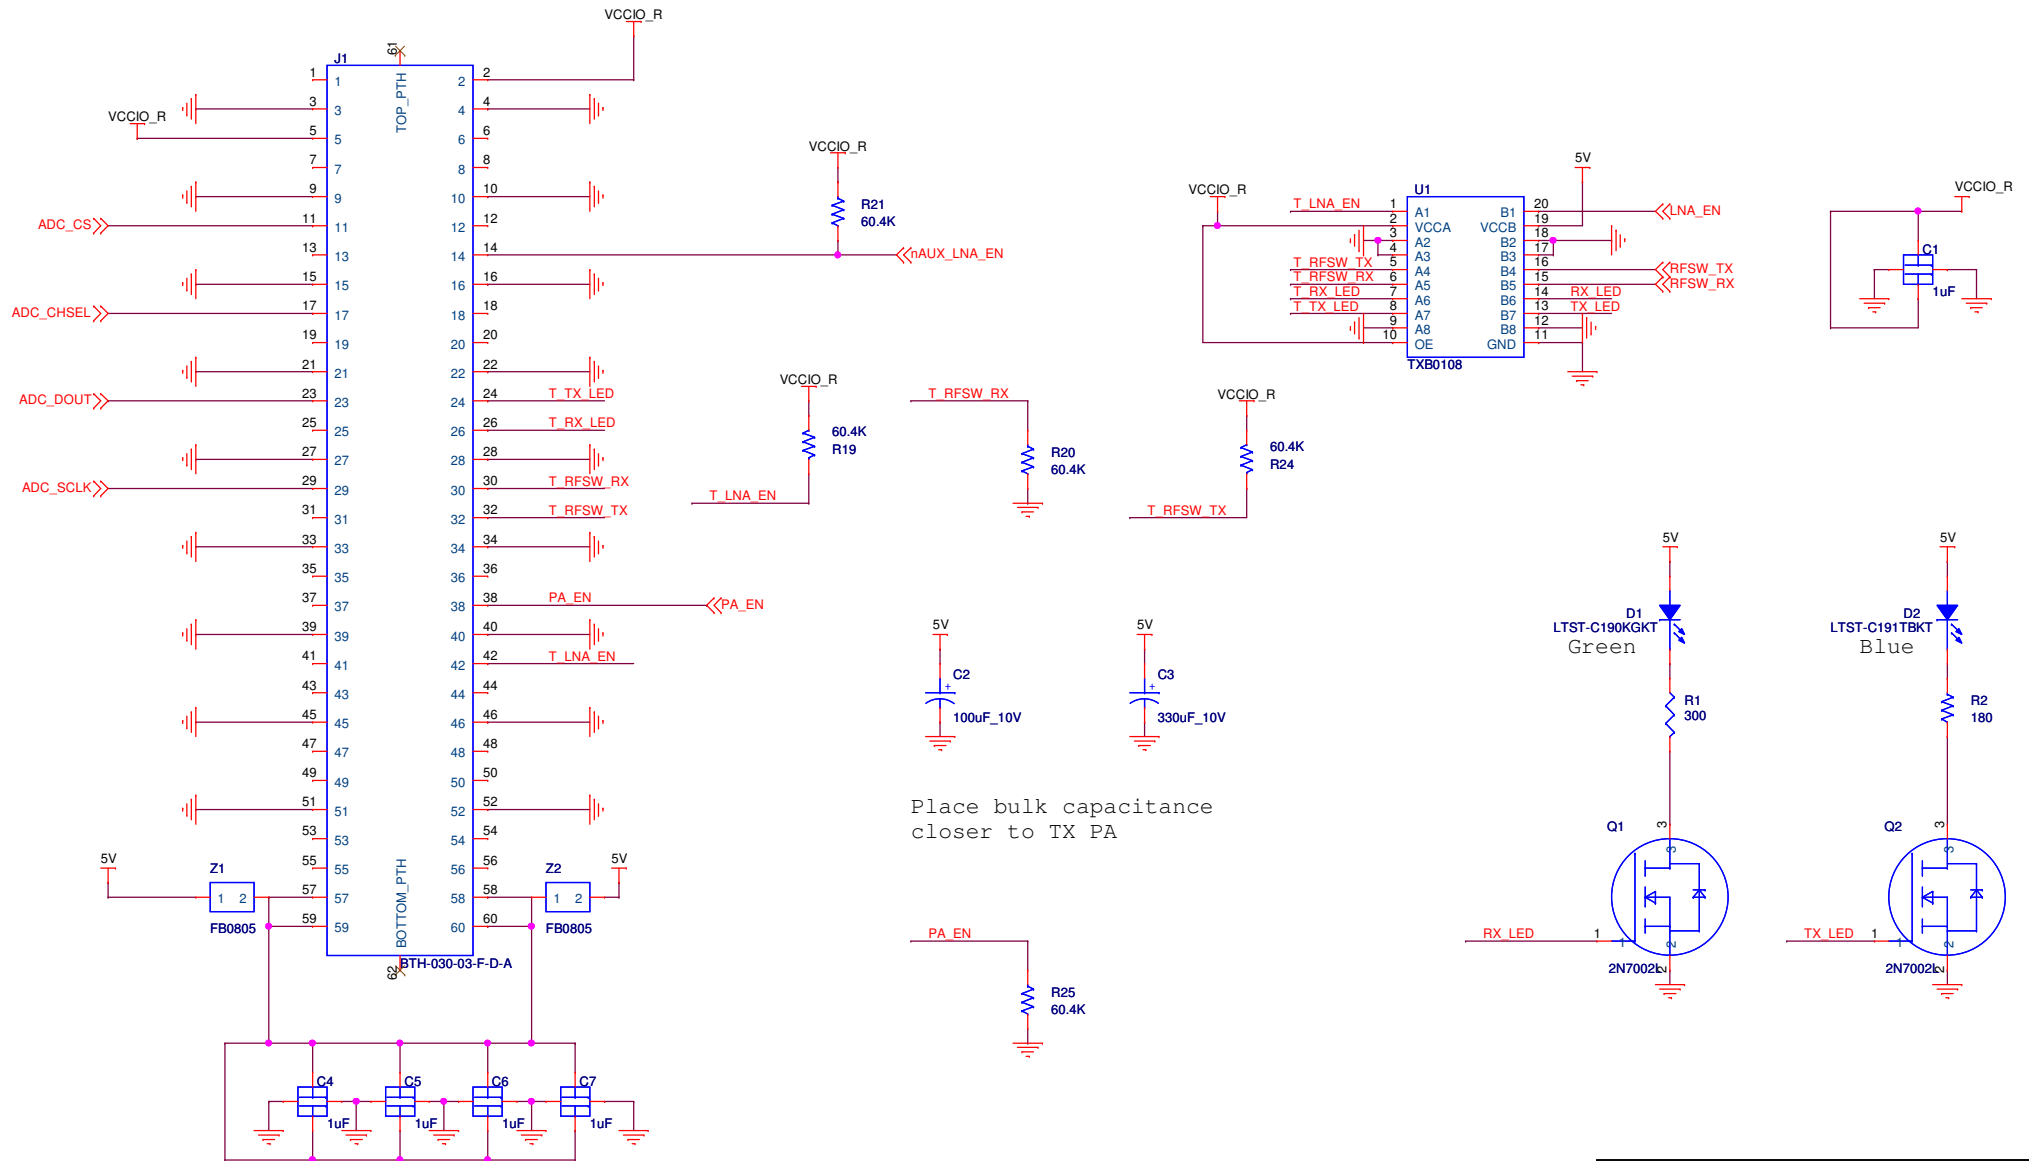 VCCIO_R
J1
61
TOP_PTH
1 1 2 2
3 3 4 4
VCCIO_R
5 5 6 6
7 7 8 8
9 9 10 10
ADC_CS 11 11 12 12
13 13 14 14 nAUX_LNA_EN
15 15 16 16
ADC_CHSEL 17 17 18 18
19 19 20 20
21 21 22 22
ADC_DOUT 23 23 24 24 T_TX_LED
25 25 26 26 T_RX_LED
27 27 28 28
ADC_SCLK 29 29 30 30 T_RFSW_RX
31 31 32 32 T_RFSW_TX
33 33 34 34
35 35 36 36
37 37 38 38 PA_EN PA_EN
39 39 40 40
41 41 42 42 T_LNA_EN
43 43 44 44
45 45 46 46
47 47 48 48
49 49 50 50
51 51 52 52
53 53 54 54
55 55 56 56
57 57 58 58
59 59 60 60
BOTTOM_PTH
62
BTH-030-03-F-D-A
5V
Z1
1 2
FB0805
5V
Z2
1 2
FB0805
C4
1uF
C5
1uF
C6
1uF
C7
1uF
VCCIO_R
R21
60.4K
VCCIO_R
60.4K
R19
T_LNA_EN
T_RFSW_RX
R20
60.4K
VCCIO_R
60.4K
R24
T_RFSW_TX
5V
C2
100uF_10V
5V
C3
330uF_10V
Place bulk capacitance
closer to TX PA
PA_EN
R25
60.4K
VCCIO_R
5V
U1
T_LNA_EN 1 A1 B1 20 LNA_EN
2 VCCA VCCB 19
3 A2 B2 18
4 A3 B3 17
T_RFSW_TX 5 A4 B4 16 RFSW_TX
T_RFSW_RX 6 A5 B5 15 RFSW_RX
T_RX_LED 7 A6 B6 14 RX_LED
T_TX_LED 8 A7 B7 13 TX_LED
9 A8 B8 12
10 OE GND 11
TXB0108
VCCIO_R
C1
1uF
5V
D1
LTST-C190KGKT
Green
R1
300
Q1
3
3
RX_LED
1
1
2
2
2N7002L
5V
D2
LTST-C191TBKT
Blue
R2
180
Q2
3
3
TX_LED
1
1
2
2
2N7002L